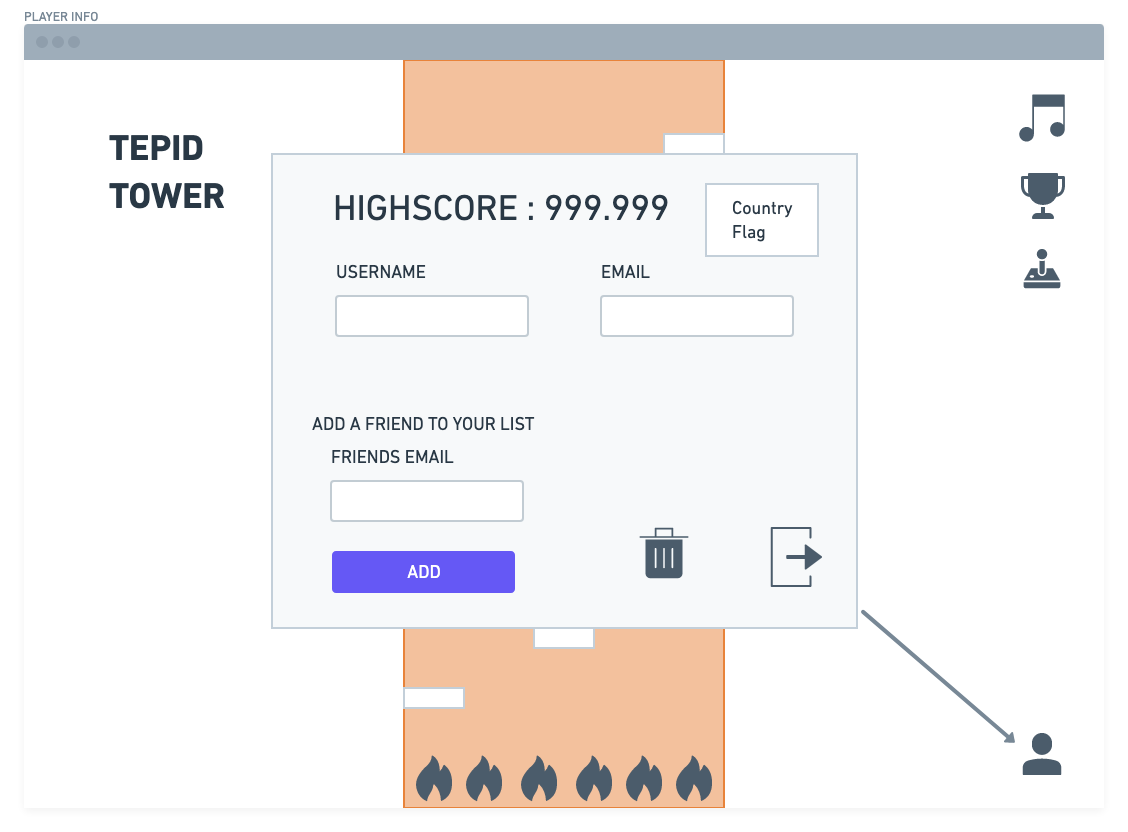 PLAYER INFO
TEPID
TOWER
HIGHSCORE : 999.999
Country
Flag
USERNAME
EMAIL
ADD A FRIEND TO YOUR LIST
FRIENDS EMAIL
ADD